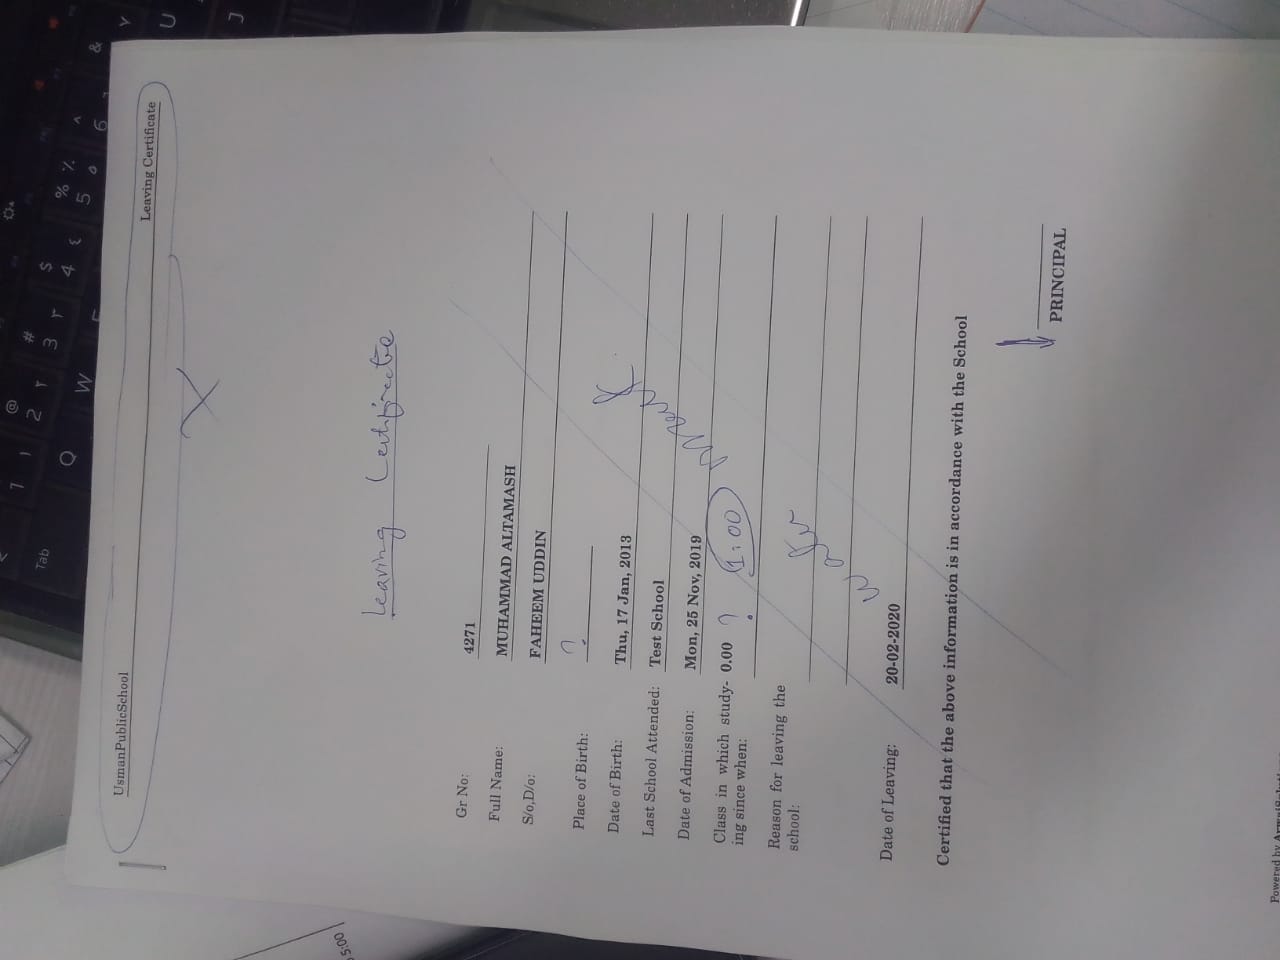 UsmanPublicSchool Leaving Certificate
Leaving Certificate
Gr No: 4271
Full Name: MUHAMMAD ALTAMASH
S/o,D/o: FAHEEM UDDIN
Place of Birth: ?
Date of Birth: Thu, 17 Jan, 2013
Last School Attended: Test School
Date of Admission: Mon, 25 Nov, 2019
Class in which study- 0.00 ? 1:00
ing since when:
Reason for leaving the
school:
Date of Leaving: 20-02-2020
Certified that the above information is in accordance with the School
PRINCIPAL
Powered by
Tab
Q W
1 2 3 4 5 6
@ # $ % ^ &
Y U
5:00